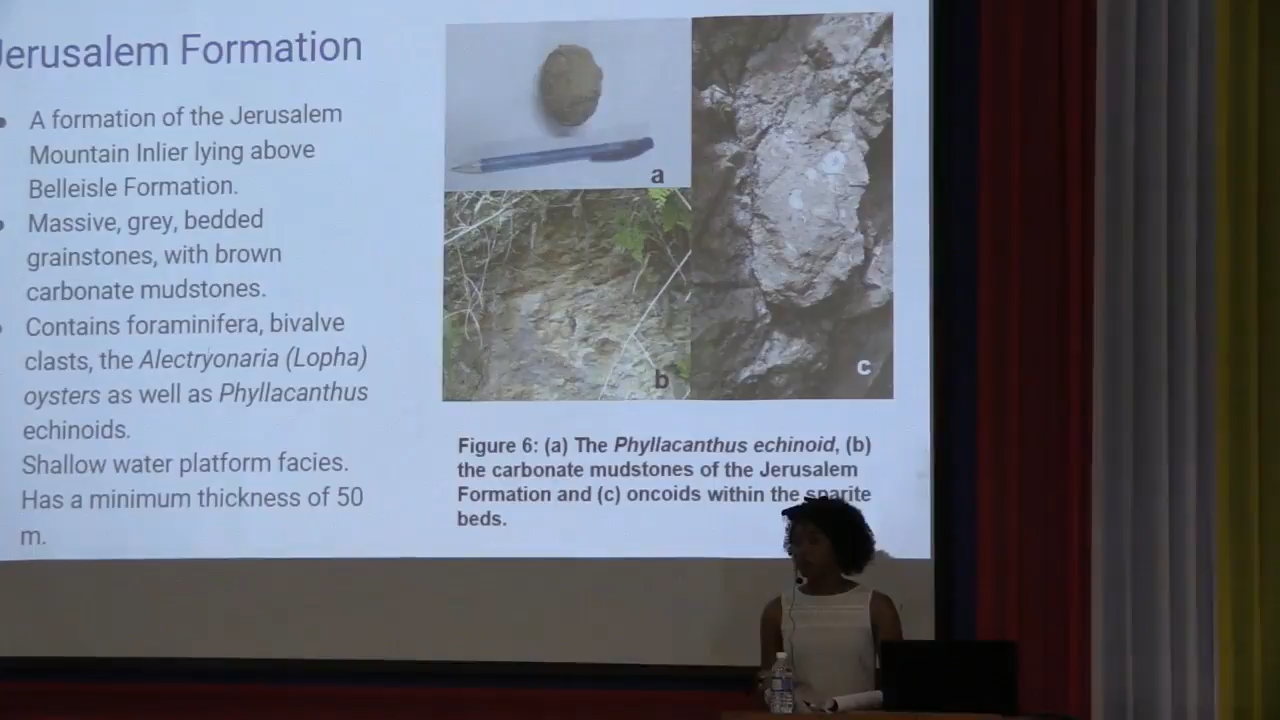 Jerusalem Formation
A formation of the Jerusalem
Mountain Inlier lying above
Belleisle Formation.
Massive, grey, bedded
grainstones, with brown
carbonate mudstones.
Contains foraminifera, bivalve
clasts, the Alectryonaria (Lopha)
oysters as well as Phyllacanthus
echinoids.
Shallow water platform facies.
Has a minimum thickness of 50
m.
a
b
c
Figure 6: (a) The Phyllacanthus echinoid, (b)
the carbonate mudstones of the Jerusalem
Formation and (c) oncoids within the sparite
beds.